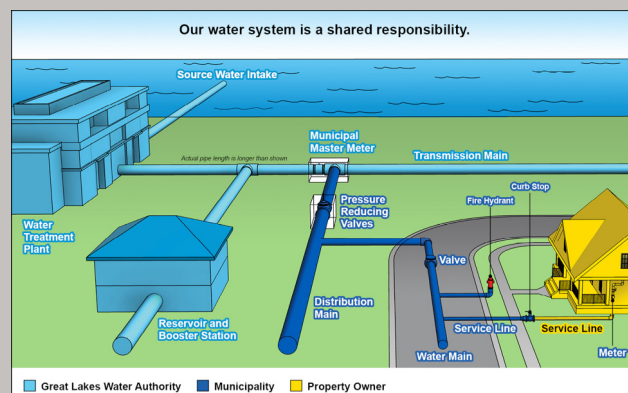 Our water system is a shared responsibility.
Source Water Intake
Municipal
Master Meter
Actual pipe length is longer than shown
Transmission Main
Curb Stop
Fire Hydrant
Pressure
Reducing
Valves
Water
Treatment
Plant
Valve
Distribution
Main
Reservoir and
Booster Station
Service Line
Service Line
Water Main
Meter
Great Lakes Water Authority
Municipality
Property Owner